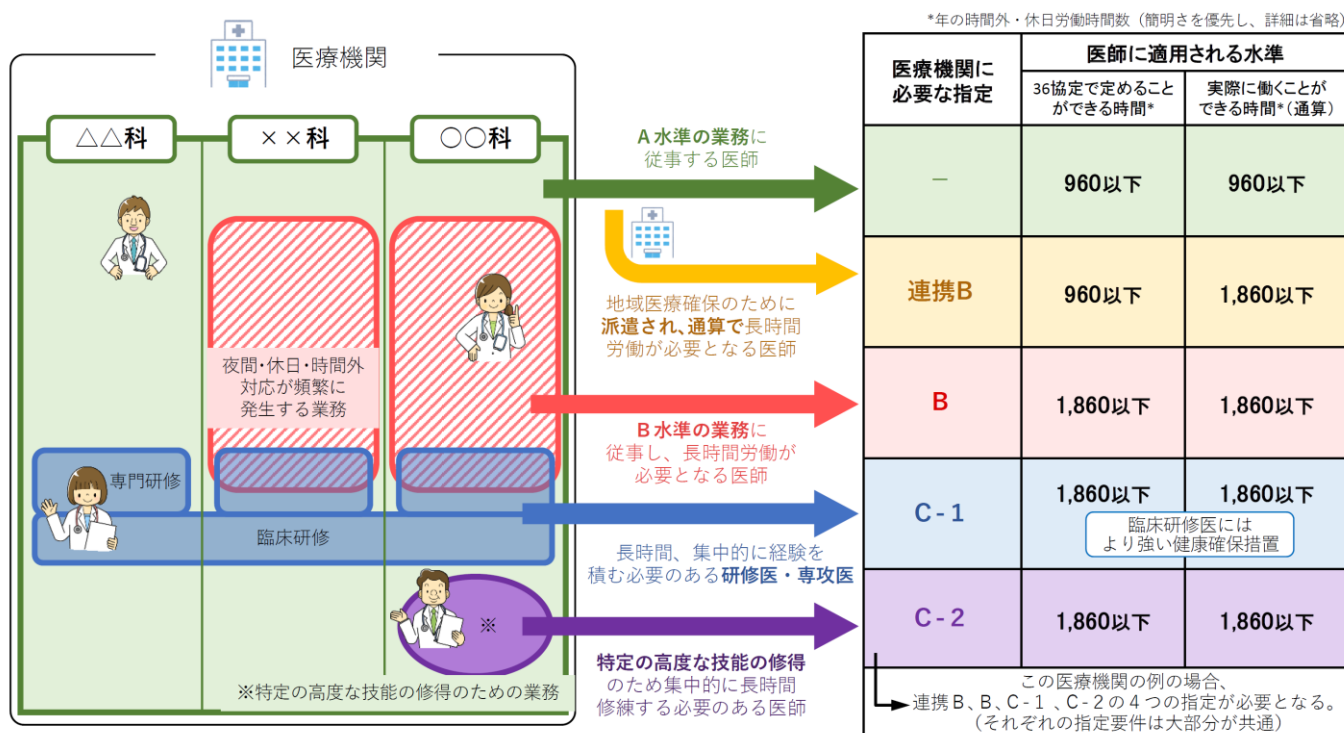 *年の時間外・休日労働時間数（簡明さを優先し、詳細は省略）
医療機関
△△科
××科
○○科
夜間･休日･時間外
対応が頻繁に
発生する業務
専門研修
臨床研修
※
※特定の高度な技能の修得のための業務
A水準の業務に
従事する医師
地域医療確保のために
派遣され、通算で長時間
労働が必要となる医師
B水準の業務に
従事し、長時間労働が
必要となる医師
長時間、集中的に経験を
積む必要のある研修医・専攻医
特定の高度な技能の修得
のため集中的に長時間
修練する必要のある医師
医療機関に
必要な指定
医師に適用される水準
36協定で定めること
ができる時間*
実際に働くことが
できる時間*(通算)
－
960以下
960以下
連携B
960以下
1,860以下
B
1,860以下
1,860以下
C-1
1,860以下
1,860以下
臨床研修医には
より強い健康確保措置
C-2
1,860以下
1,860以下
この医療機関の例の場合、
連携B、B、C-1、C-2の4つの指定が必要となる。
（それぞれの指定要件は大部分が共通）